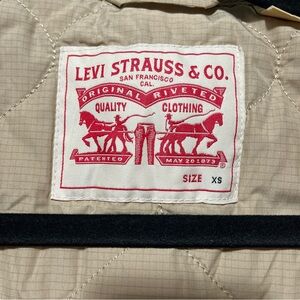 LEVI STRAUSS & CO.
SAN FRANCISCO
CAL.
ORIGINAL RIVETED
QUALITY CLOTHING
PATENTED MAY 20 1873
SIZE XS